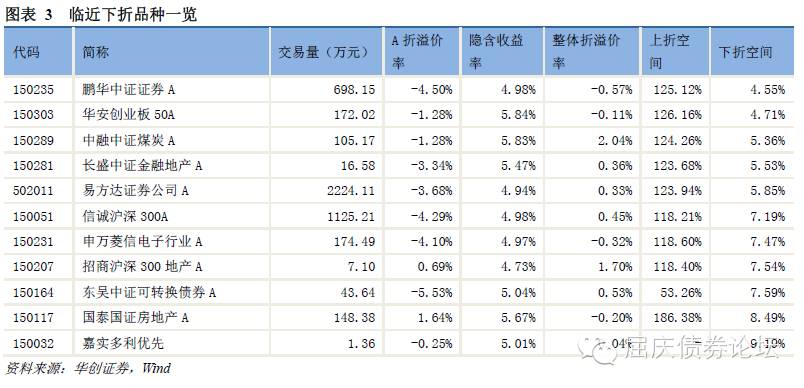 图表 3 临近下折品种一览
代码 简称 交易量（万元） A 折溢价率 隐含收益率 整体折溢价率 上折空间 下折空间
150235 鹏华中证证券 A 698.15 -4.50% 4.98% -0.57% 125.12% 4.55%
150303 华安创业板 50A 172.02 -1.28% 5.84% -0.11% 126.16% 4.71%
150289 中融中证煤炭 A 105.17 -1.28% 5.83% 2.04% 124.26% 5.36%
150281 长盛中证金融地产 A 16.58 -3.34% 5.47% 0.36% 123.68% 5.53%
502011 易方达证券公司 A 2224.11 -3.68% 4.94% 0.33% 123.94% 5.85%
150051 信诚沪深 300A 1125.21 -4.29% 4.98% 0.45% 118.21% 7.19%
150231 申万菱信电子行业 A 174.49 -4.10% 4.97% -0.32% 118.60% 7.47%
150207 招商沪深 300 地产 A 7.10 0.69% 4.73% 1.70% 118.40% 7.54%
150164 东吴中证可转换债券 A 43.64 -5.53% 5.04% 0.53% 53.26% 7.59%
150117 国泰国证房地产 A 148.38 1.64% 5.67% -0.20% 186.38% 8.49%
150032 嘉实多利优先 1.36 -0.25% 5.01%
资料来源：华创证券，Wind
屈庆债券论坛